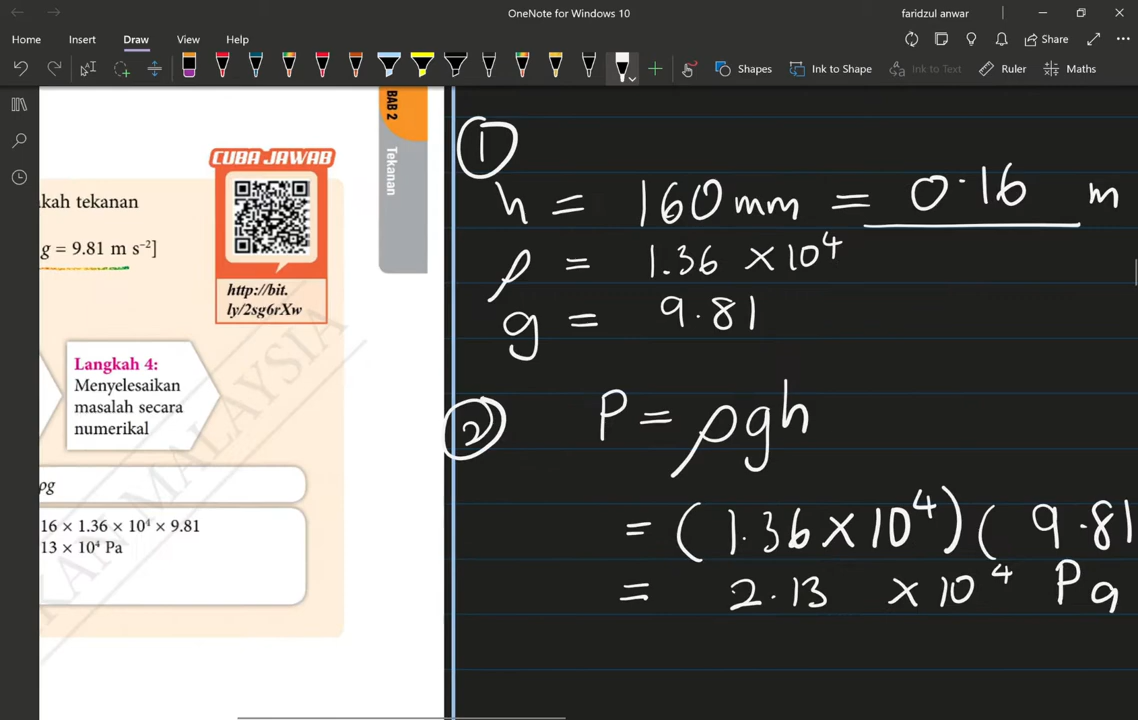 OneNote for Windows 10
faridzul anwar
Home Insert Draw View Help
Share
Shapes Ink to Shape Ink to Text Ruler Maths
BAB 2
Tekanan
CUBA JAWAB
http://bit.
ly/2sg6rXw
kah tekanan
g = 9.81 m s⁻²]
Langkah 4:
Menyelesaikan
masalah secara
numerikal
ρg
16 × 1.36 × 10⁴ × 9.81
13 × 10⁴ Pa
KAN MALAYSIA
1
h = 160 mm = 0.16 m
ρ = 1.36 × 10⁴
g = 9.81
2
P = ρgh
= (1.36 × 10⁴) ( 9.81
= 2.13 × 10⁴ Pa